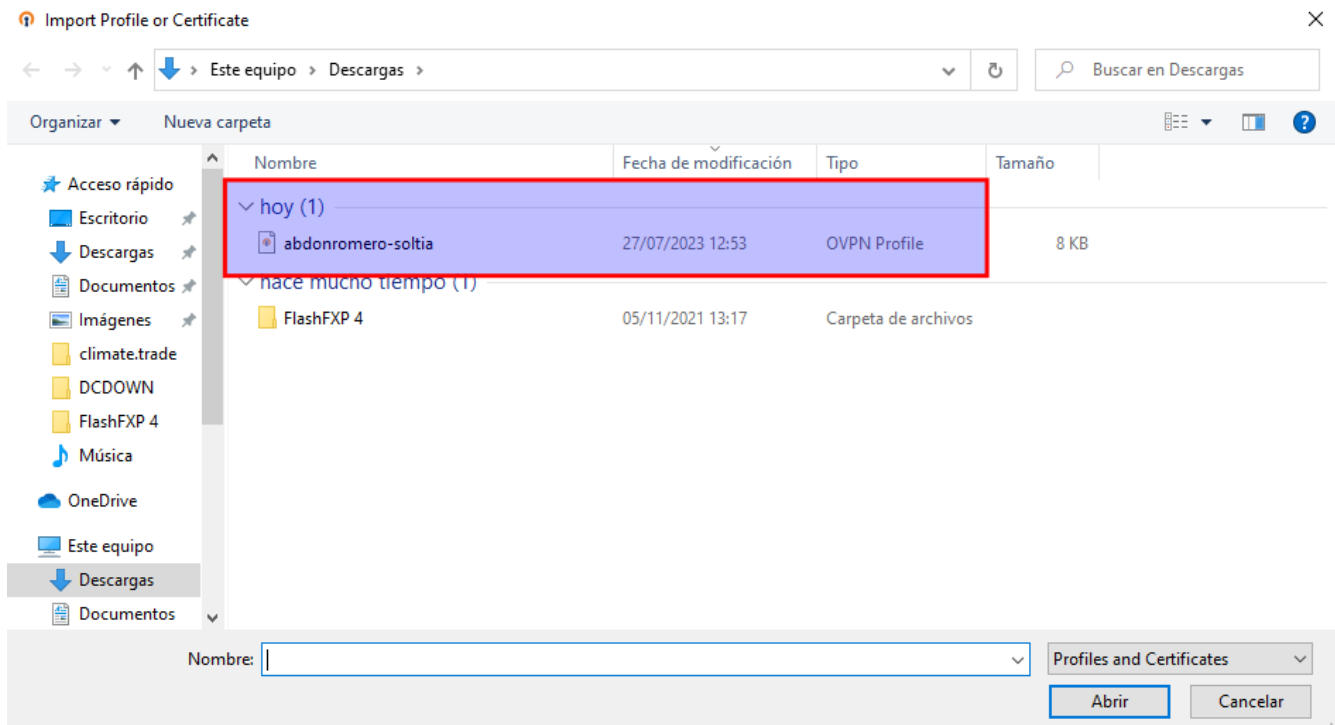 Import Profile or Certificate
Este equipo > Descargas >
Buscar en Descargas
Organizar
Nueva carpeta
Nombre
Fecha de modificación
Tipo
Tamaño
Acceso rápido
Escritorio
Descargas
Documentos
Imágenes
climate.trade
DCDOWN
FlashFXP 4
Música
OneDrive
Este equipo
Descargas
Documentos
hoy (1)
abdonromero-soltia 27/07/2023 12:53 OVPN Profile 8 KB
hace mucho tiempo (1)
FlashFXP 4 05/11/2021 13:17 Carpeta de archivos
Nombre:
Profiles and Certificates
Abrir
Cancelar